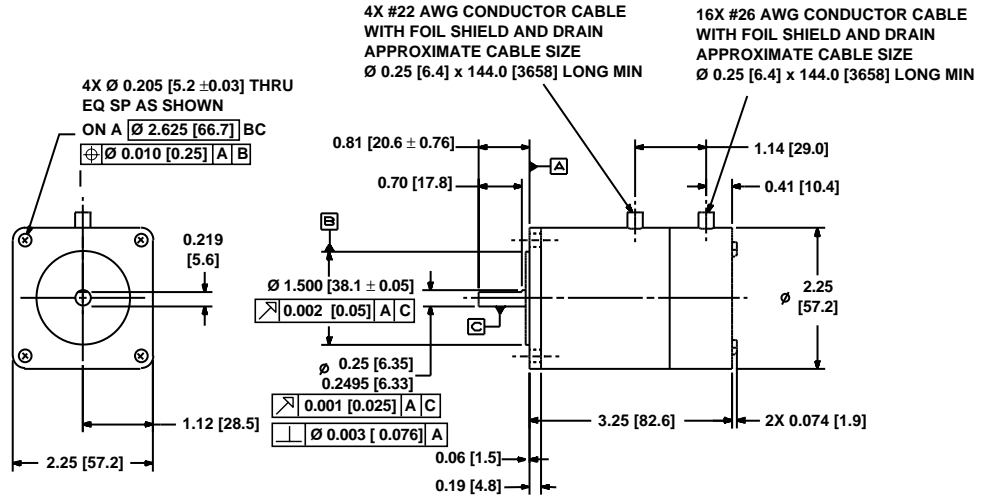 4X #22 AWG CONDUCTOR CABLE
WITH FOIL SHIELD AND DRAIN
APPROXIMATE CABLE SIZE
Ø 0.25 [6.4] x 144.0 [3658] LONG MIN
16X #26 AWG CONDUCTOR CABLE
WITH FOIL SHIELD AND DRAIN
APPROXIMATE CABLE SIZE
Ø 0.25 [6.4] x 144.0 [3658] LONG MIN
4X Ø 0.205 [5.2 ±0.03] THRU
EQ SP AS SHOWN
ON A Ø 2.625 [66.7] BC
⌖ Ø 0.010 [0.25] A B
0.81 [20.6 ± 0.76]
0.70 [17.8]
A
1.14 [29.0]
0.41 [10.4]
B
0.219
[5.6]
Ø 1.500 [38.1 ± 0.05]
↗ 0.002 [0.05] A C
C
Ø 2.25
[57.2]
Ø 0.25 [6.35]
0.2495 [6.33]
↗ 0.001 [0.025] A C
⊥ Ø 0.003 [ 0.076] A
1.12 [28.5]
2.25 [57.2]
3.25 [82.6]
2X 0.074 [1.9]
0.06 [1.5]
0.19 [4.8]